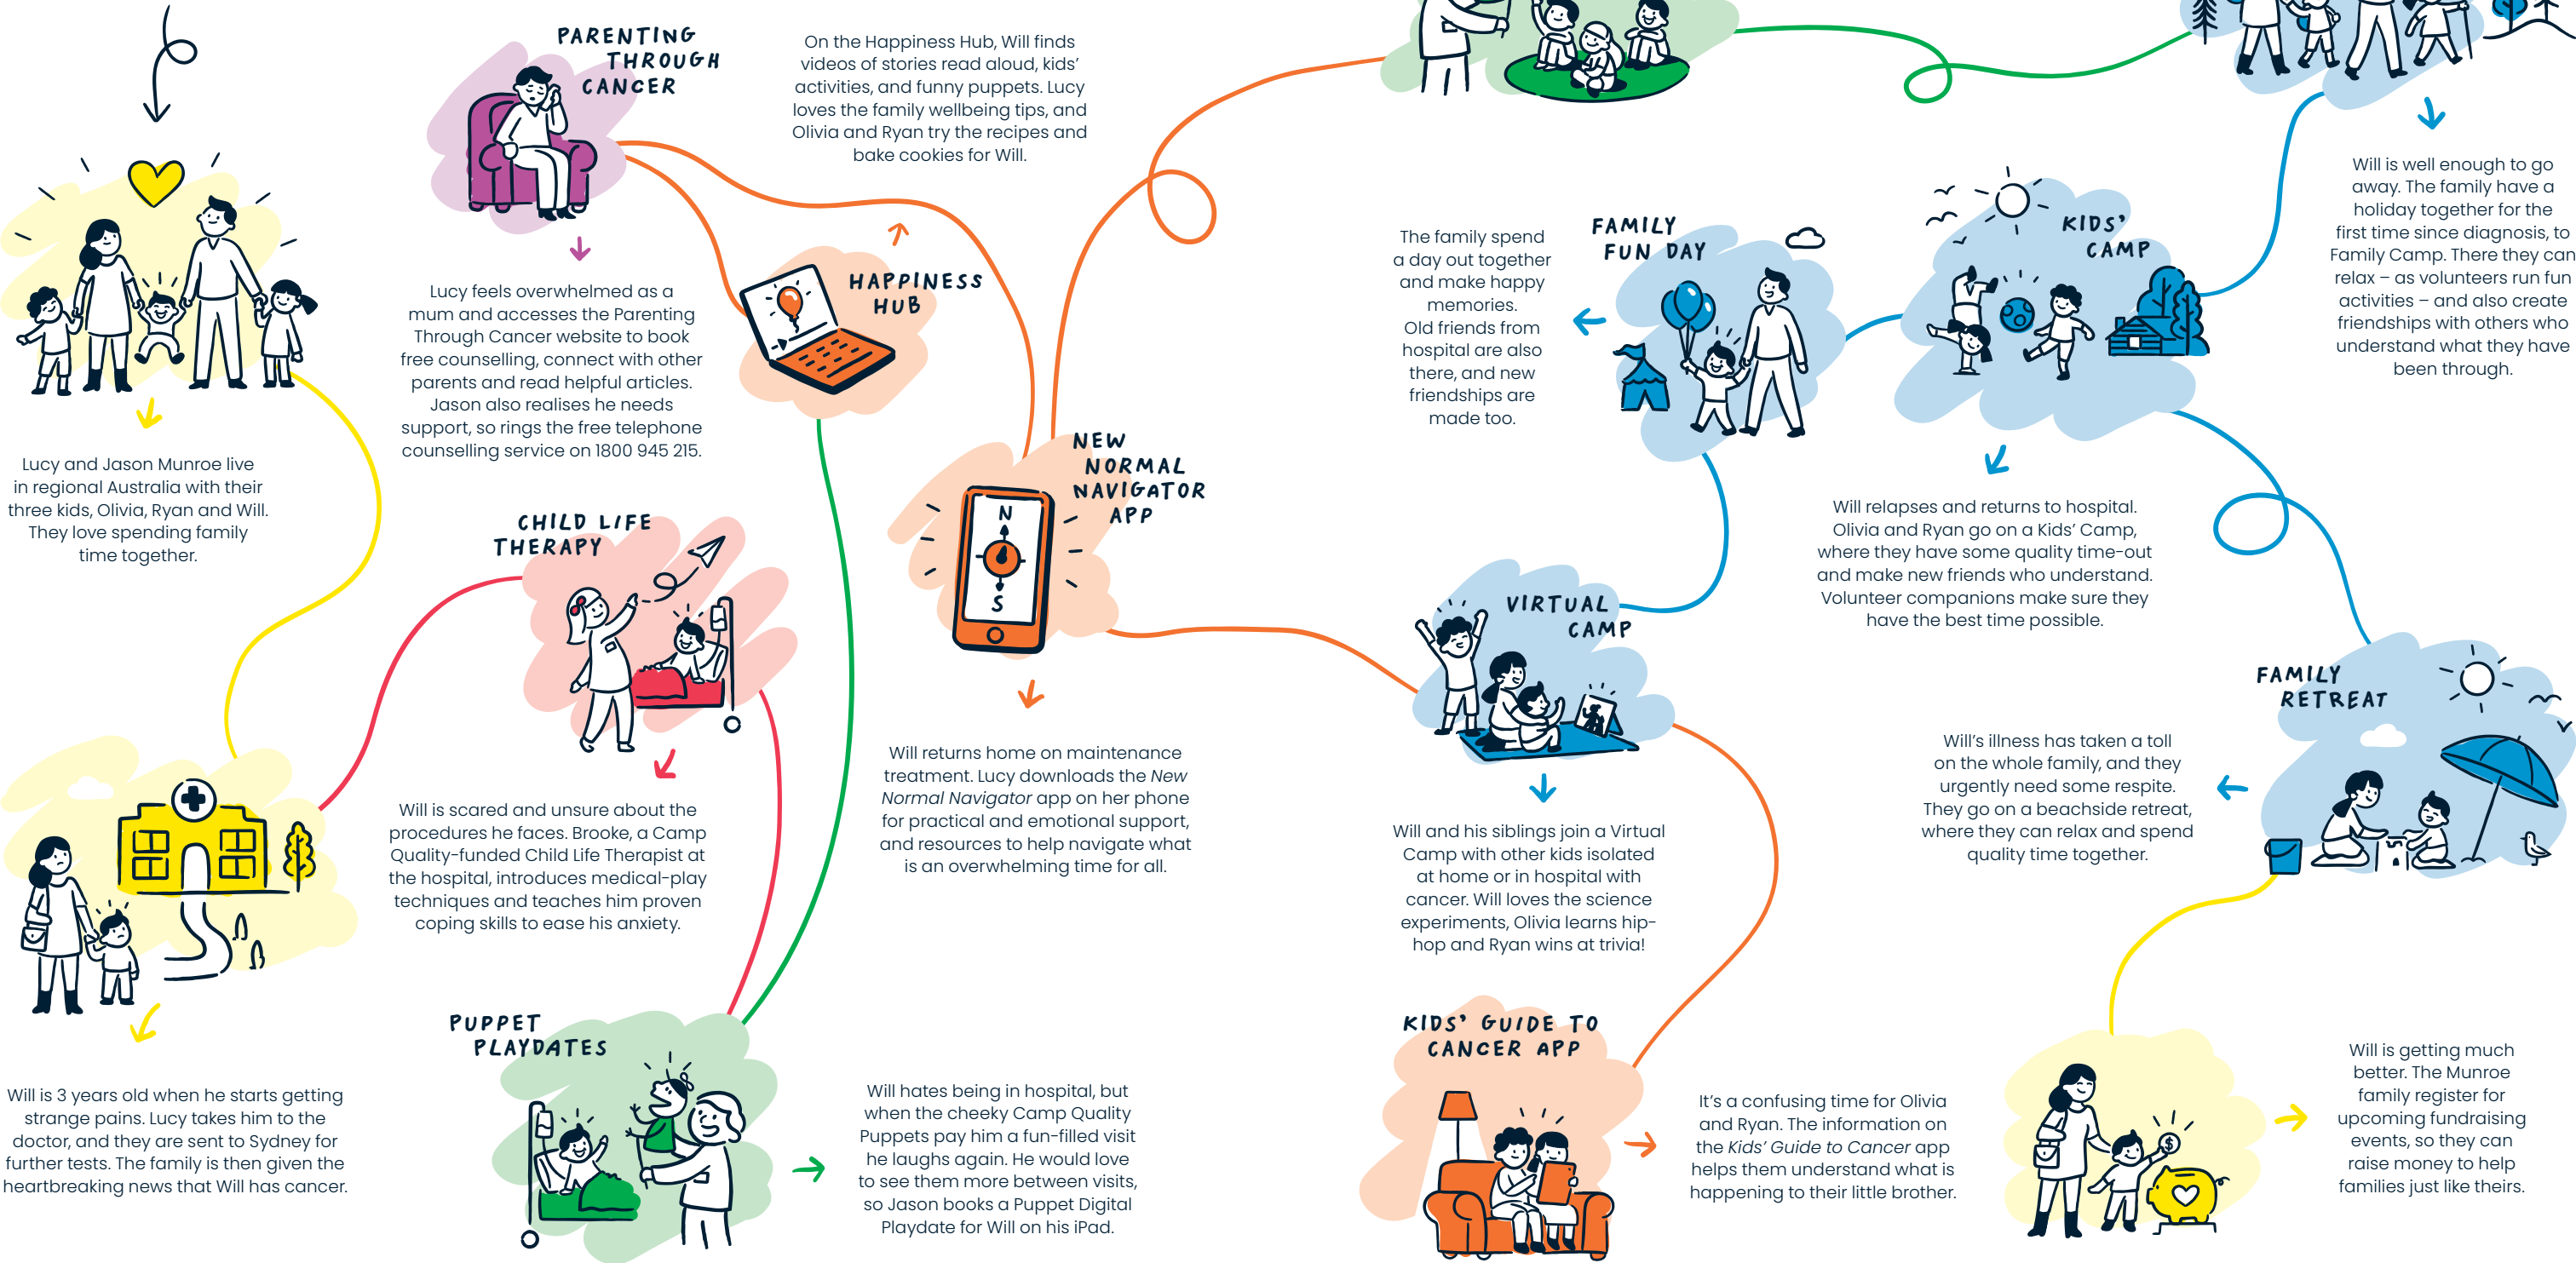 Lucy and Jason Munroe live
in regional Australia with their
three kids, Olivia, Ryan and Will.
They love spending family
time together.
Will is 3 years old when he starts getting
strange pains. Lucy takes him to the
doctor, and they are sent to Sydney for
further tests. The family is then given the
heartbreaking news that Will has cancer.
CHILD LIFE
THERAPY
Will is scared and unsure about the
procedures he faces. Brooke, a Camp
Quality-funded Child Life Therapist at
the hospital, introduces medical-play
techniques and teaches him proven
coping skills to ease his anxiety.
PUPPET
PLAYDATES
Will hates being in hospital, but
when the cheeky Camp Quality
Puppets pay him a fun-filled visit
he laughs again. He would love
to see them more between visits,
so Jason books a Puppet Digital
Playdate for Will on his iPad.
HAPPINESS
HUB
On the Happiness Hub, Will finds
videos of stories read aloud, kids'
activities, and funny puppets. Lucy
loves the family wellbeing tips, and
Olivia and Ryan try the recipes and
bake cookies for Will.
PARENTING
THROUGH
CANCER
Lucy feels overwhelmed as a
mum and accesses the Parenting
Through Cancer website to book
free counselling, connect with other
parents and read helpful articles.
Jason also realises he needs
support, so rings the free telephone
counselling service on 1800 945 215.
NEW
NORMAL
NAVIGATOR
APP
N
S
Will returns home on maintenance
treatment. Lucy downloads the New
Normal Navigator app on her phone
for practical and emotional support,
and resources to help navigate what
is an overwhelming time for all.
Will is well enough to go
away. The family have a
holiday together for the
first time since diagnosis, to
Family Camp. There they can
relax – as volunteers run fun
activities – and also create
friendships with others who
understand what they have
been through.
KIDS'
CAMP
Will relapses and returns to hospital.
Olivia and Ryan go on a Kids' Camp,
where they have some quality time-out
and make new friends who understand.
Volunteer companions make sure they
have the best time possible.
FAMILY
FUN DAY
The family spend
a day out together
and make happy
memories.
Old friends from
hospital are also
there, and new
friendships are
made too.
VIRTUAL
CAMP
Will and his siblings join a Virtual
Camp with other kids isolated
at home or in hospital with
cancer. Will loves the science
experiments, Olivia learns hip-
hop and Ryan wins at trivia!
KIDS' GUIDE TO
CANCER APP
It's a confusing time for Olivia
and Ryan. The information on
the Kids' Guide to Cancer app
helps them understand what is
happening to their little brother.
FAMILY
RETREAT
Will's illness has taken a toll
on the whole family, and they
urgently need some respite.
They go on a beachside retreat,
where they can relax and spend
quality time together.
$
Will is getting much
better. The Munroe
family register for
upcoming fundraising
events, so they can
raise money to help
families just like theirs.